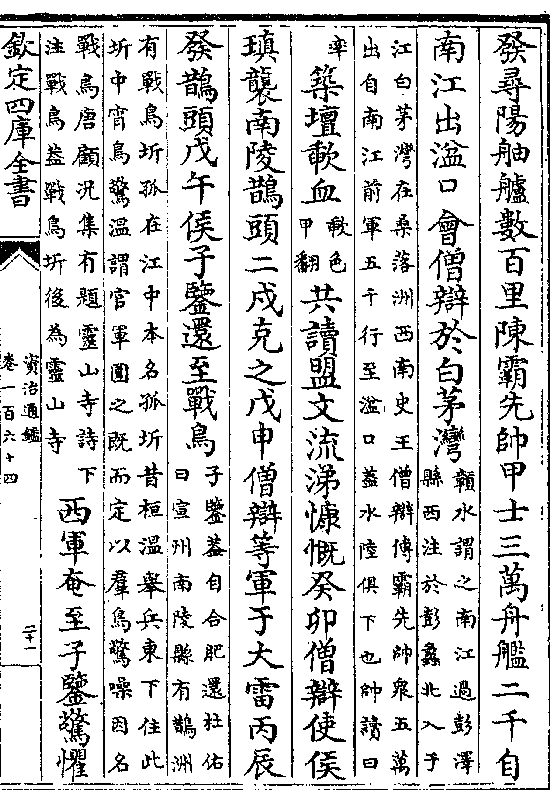 發尋陽舳艫數百里陳霸先帥甲士三萬舟艦二千自
南江出湓口會僧辯於白茅灣
贛水謂之南江過彭澤
縣西注於彭蠡北入于
江白茅灣在桑落洲西南史王僧辯傳霸先帥衆五萬
出自南江前軍五千行至湓口葢水陸俱下也帥讀曰
率
築壇歃血
歃色
甲翻
共讀盟文流涕慷慨癸卯僧辯使侯
瑱襲南陵鵲頭二戍克之戊申僧辯等軍于大雷丙辰
發鵲頭戊午侯子鑒還至戰鳥
子鑒葢自合肥還杜佑
曰宣州南陵縣有鵲洲
有戰鳥圻孤在江中本名孤圻昔桓溫舉兵東下住此
圻中宵鳥驚溫謂官軍圍之既而定以羣鳥驚噪因名
戰鳥唐顧況集有題靈山寺詩下
注戰鳥葢戰鳥圻後為靈山寺
西軍奄至子鑒驚懼
欽定四庫全書
資治通鑑
卷一百六十四
二十一